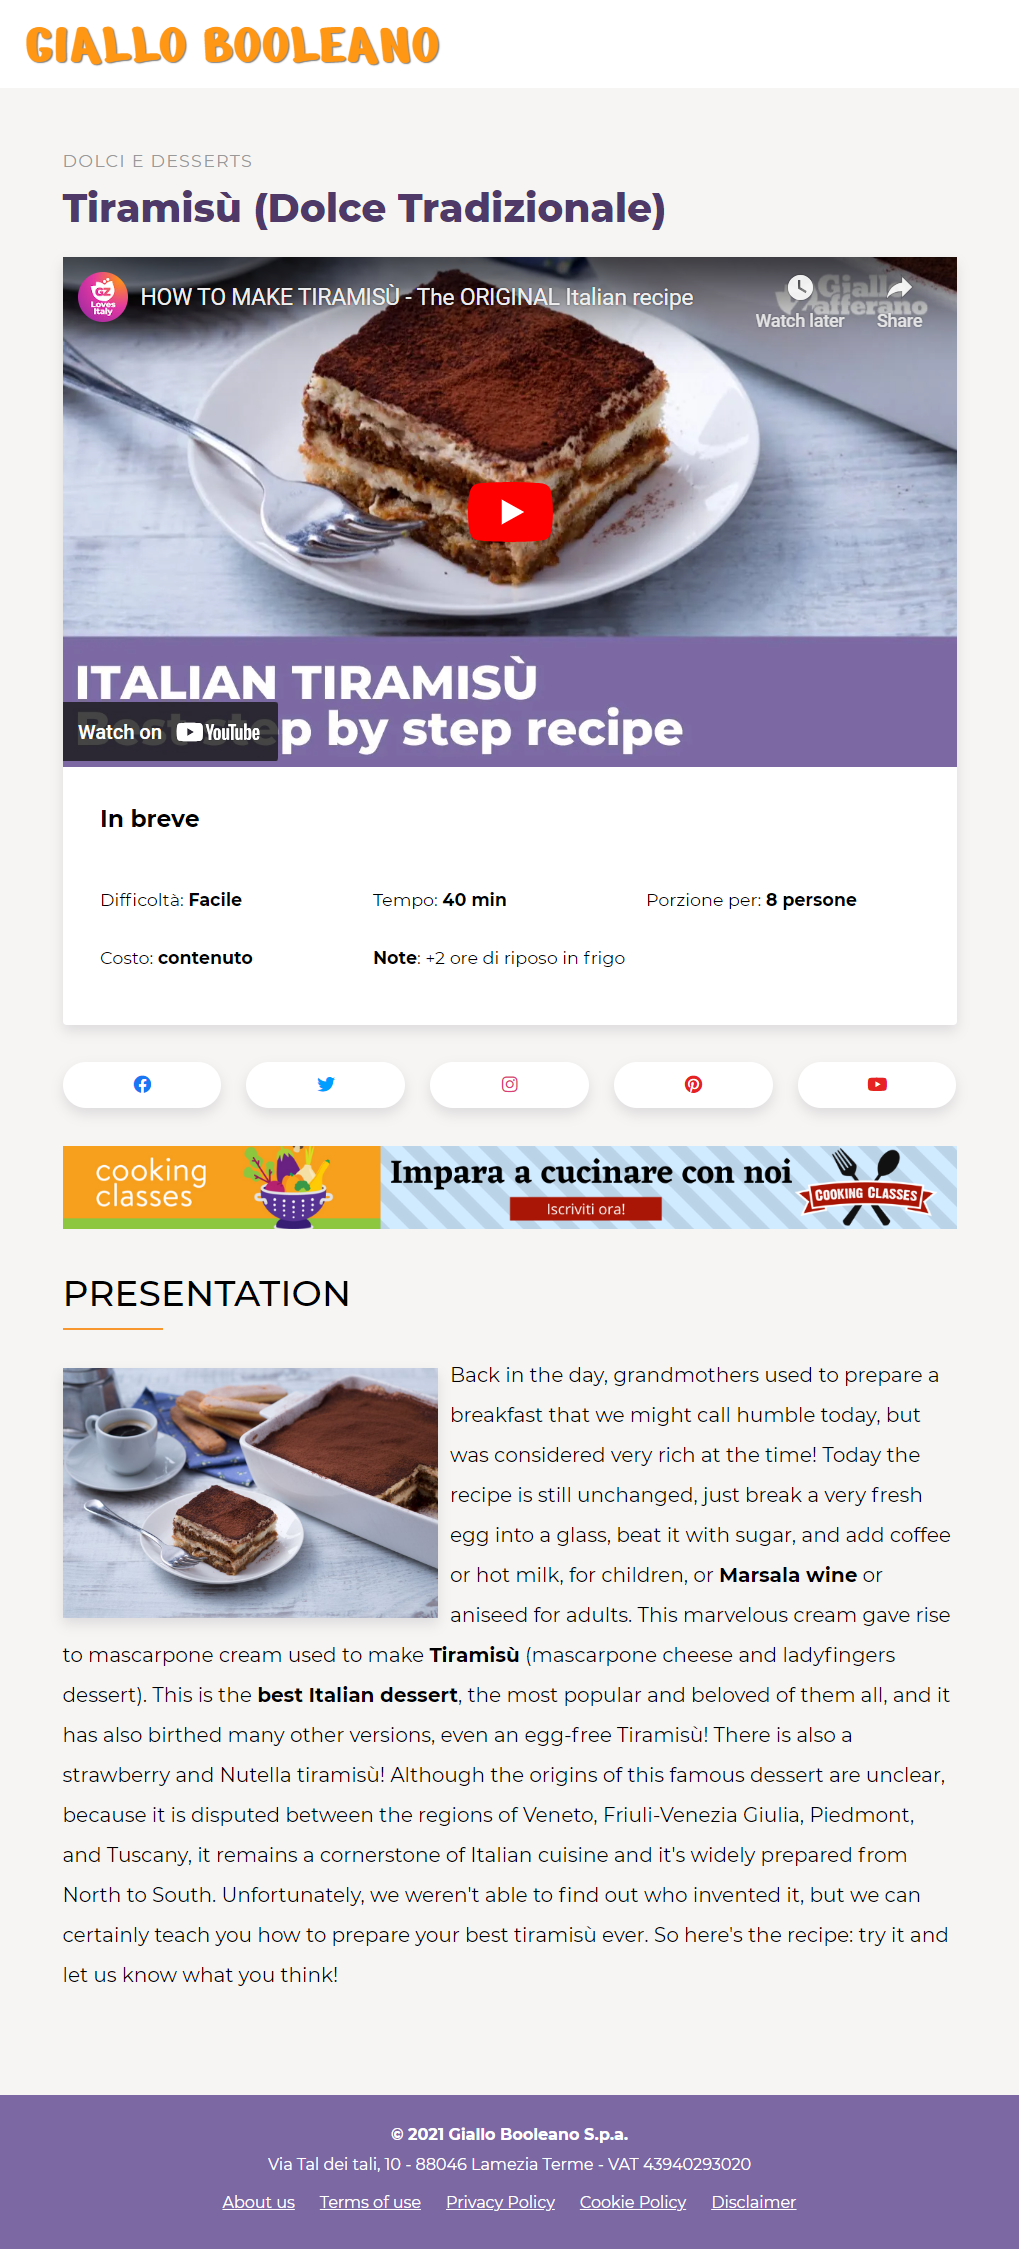 GIALLO BOOLEANO
DOLCI E DESSERTS
Tiramisù (Dolce Tradizionale)
GZ
Loves
Italy
HOW TO MAKE TIRAMISÙ - The ORIGINAL Italian recipe
Giallo
Zafferano
Watch later
Share
ITALIAN TIRAMISÙ
Best step by step recipe
Watch on YouTube
In breve
Difficoltà: Facile
Tempo: 40 min
Porzione per: 8 persone
Costo: contenuto
Note: +2 ore di riposo in frigo
cooking
classes
Impara a cucinare con noi
Iscriviti ora!
COOKING CLASSES
PRESENTATION
Back in the day, grandmothers used to prepare a
breakfast that we might call humble today, but
was considered very rich at the time! Today the
recipe is still unchanged, just break a very fresh
egg into a glass, beat it with sugar, and add coffee
or hot milk, for children, or Marsala wine or
aniseed for adults. This marvelous cream gave rise
to mascarpone cream used to make Tiramisù (mascarpone cheese and ladyfingers
dessert). This is the best Italian dessert, the most popular and beloved of them all, and it
has also birthed many other versions, even an egg-free Tiramisù! There is also a
strawberry and Nutella tiramisù! Although the origins of this famous dessert are unclear,
because it is disputed between the regions of Veneto, Friuli-Venezia Giulia, Piedmont,
and Tuscany, it remains a cornerstone of Italian cuisine and it's widely prepared from
North to South. Unfortunately, we weren't able to find out who invented it, but we can
certainly teach you how to prepare your best tiramisù ever. So here's the recipe: try it and
let us know what you think!
© 2021 Giallo Booleano S.p.a.
Via Tal dei tali, 10 - 88046 Lamezia Terme - VAT 43940293020
About us
Terms of use
Privacy Policy
Cookie Policy
Disclaimer